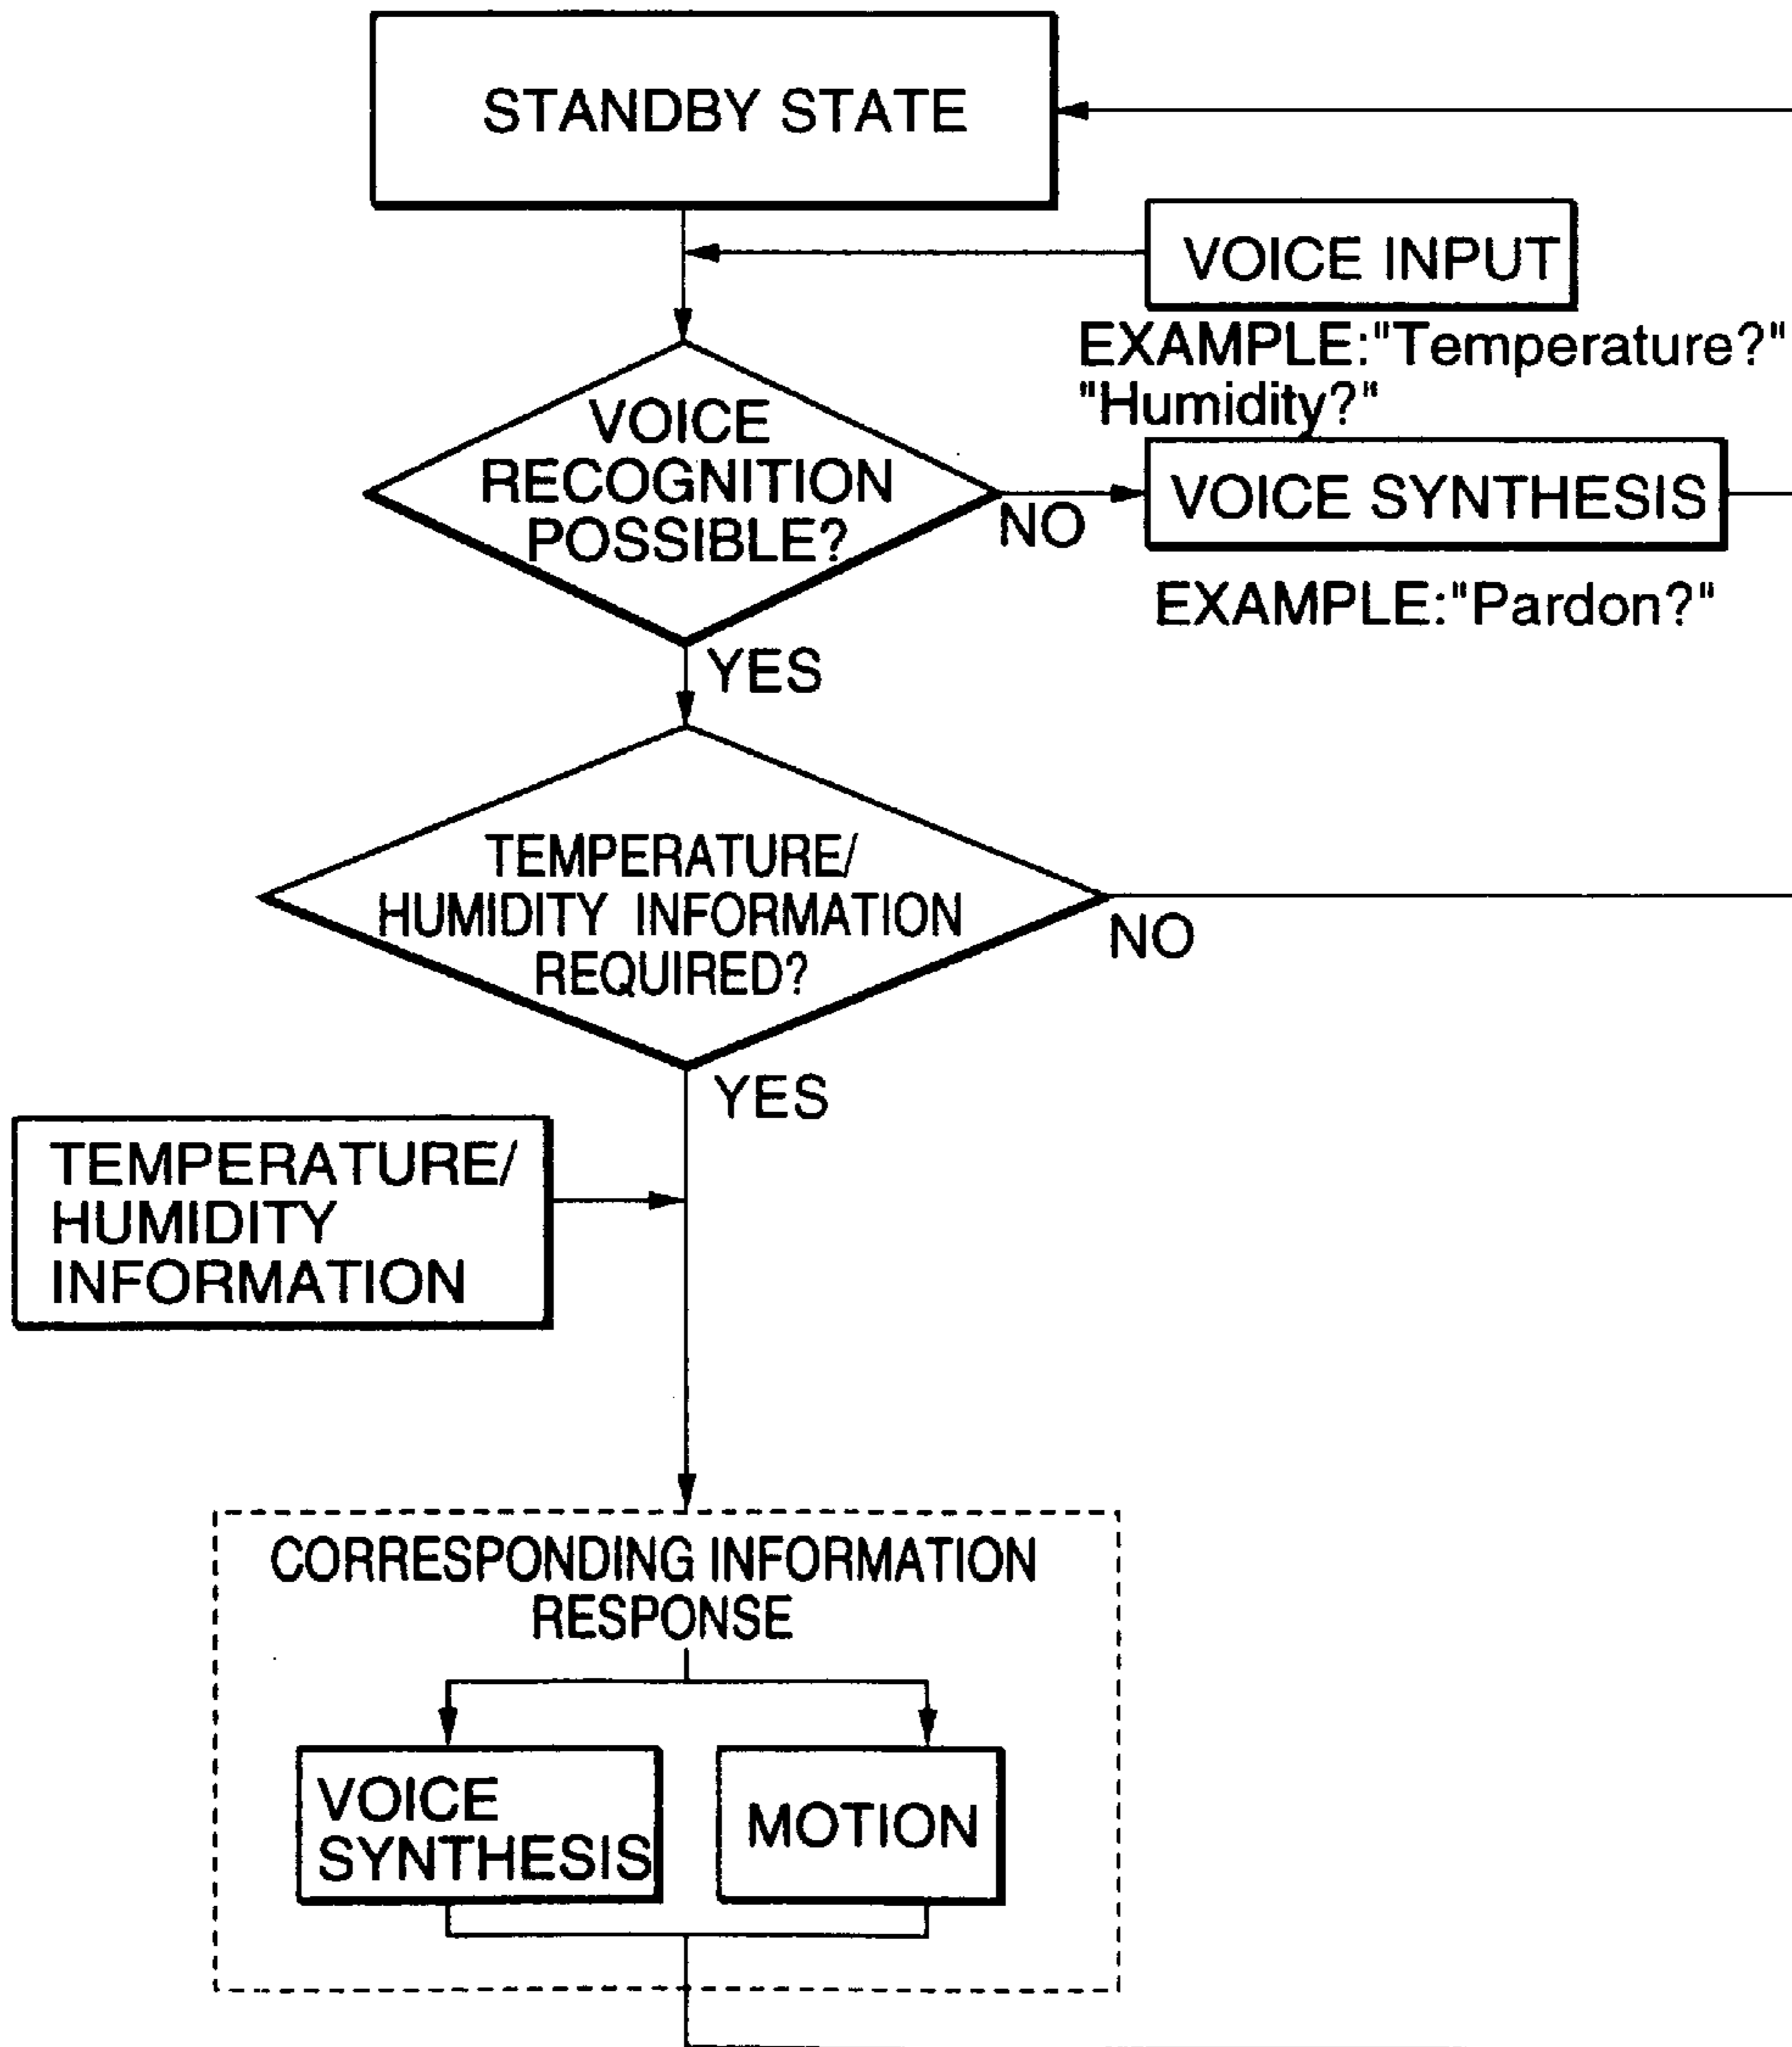 STANDBY STATE
VOICE INPUT
EXAMPLE:"Temperature?"
"Humidity?"
VOICE
RECOGNITION
POSSIBLE?
NO
VOICE SYNTHESIS
EXAMPLE:"Pardon?"
YES
TEMPERATURE/
HUMIDITY INFORMATION
REQUIRED?
NO
YES
TEMPERATURE/
HUMIDITY
INFORMATION
CORRESPONDING INFORMATION
RESPONSE
VOICE
SYNTHESIS
MOTION